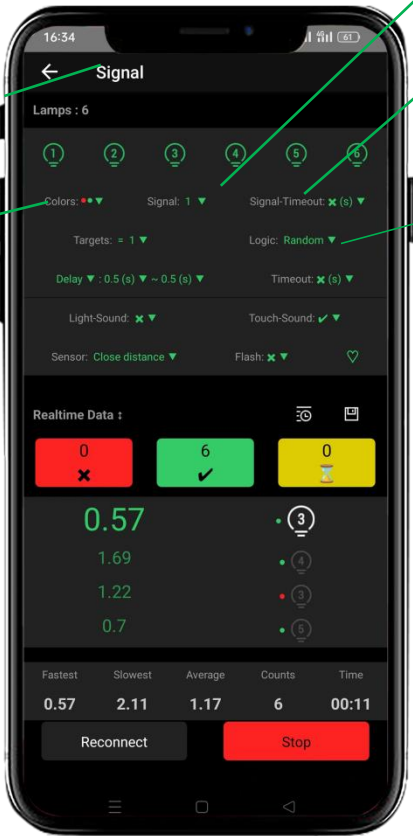 16:34 4G 61
← Signal
Lamps : 6
1 2 3 4 5 6
Colors: ▼ Signal: 1 ▼ Signal-Timeout: × (s) ▼
Targets: = 1 ▼ Logic: Random ▼
Delay ▼ : 0.5 (s) ▼ ~ 0.5 (s) ▼ Timeout: × (s) ▼
Light-Sound: × ▼ Touch-Sound: ✓ ▼
Sensor: Close distance ▼ Flash: × ▼ ♡
Realtime Data ↕
0 6 0
× ✓ ⌛
0.57 3
1.69 4
1.22 3
0.7 5
Fastest Slowest Average Counts Time
0.57 2.11 1.17 6 00:11
Reconnect Stop